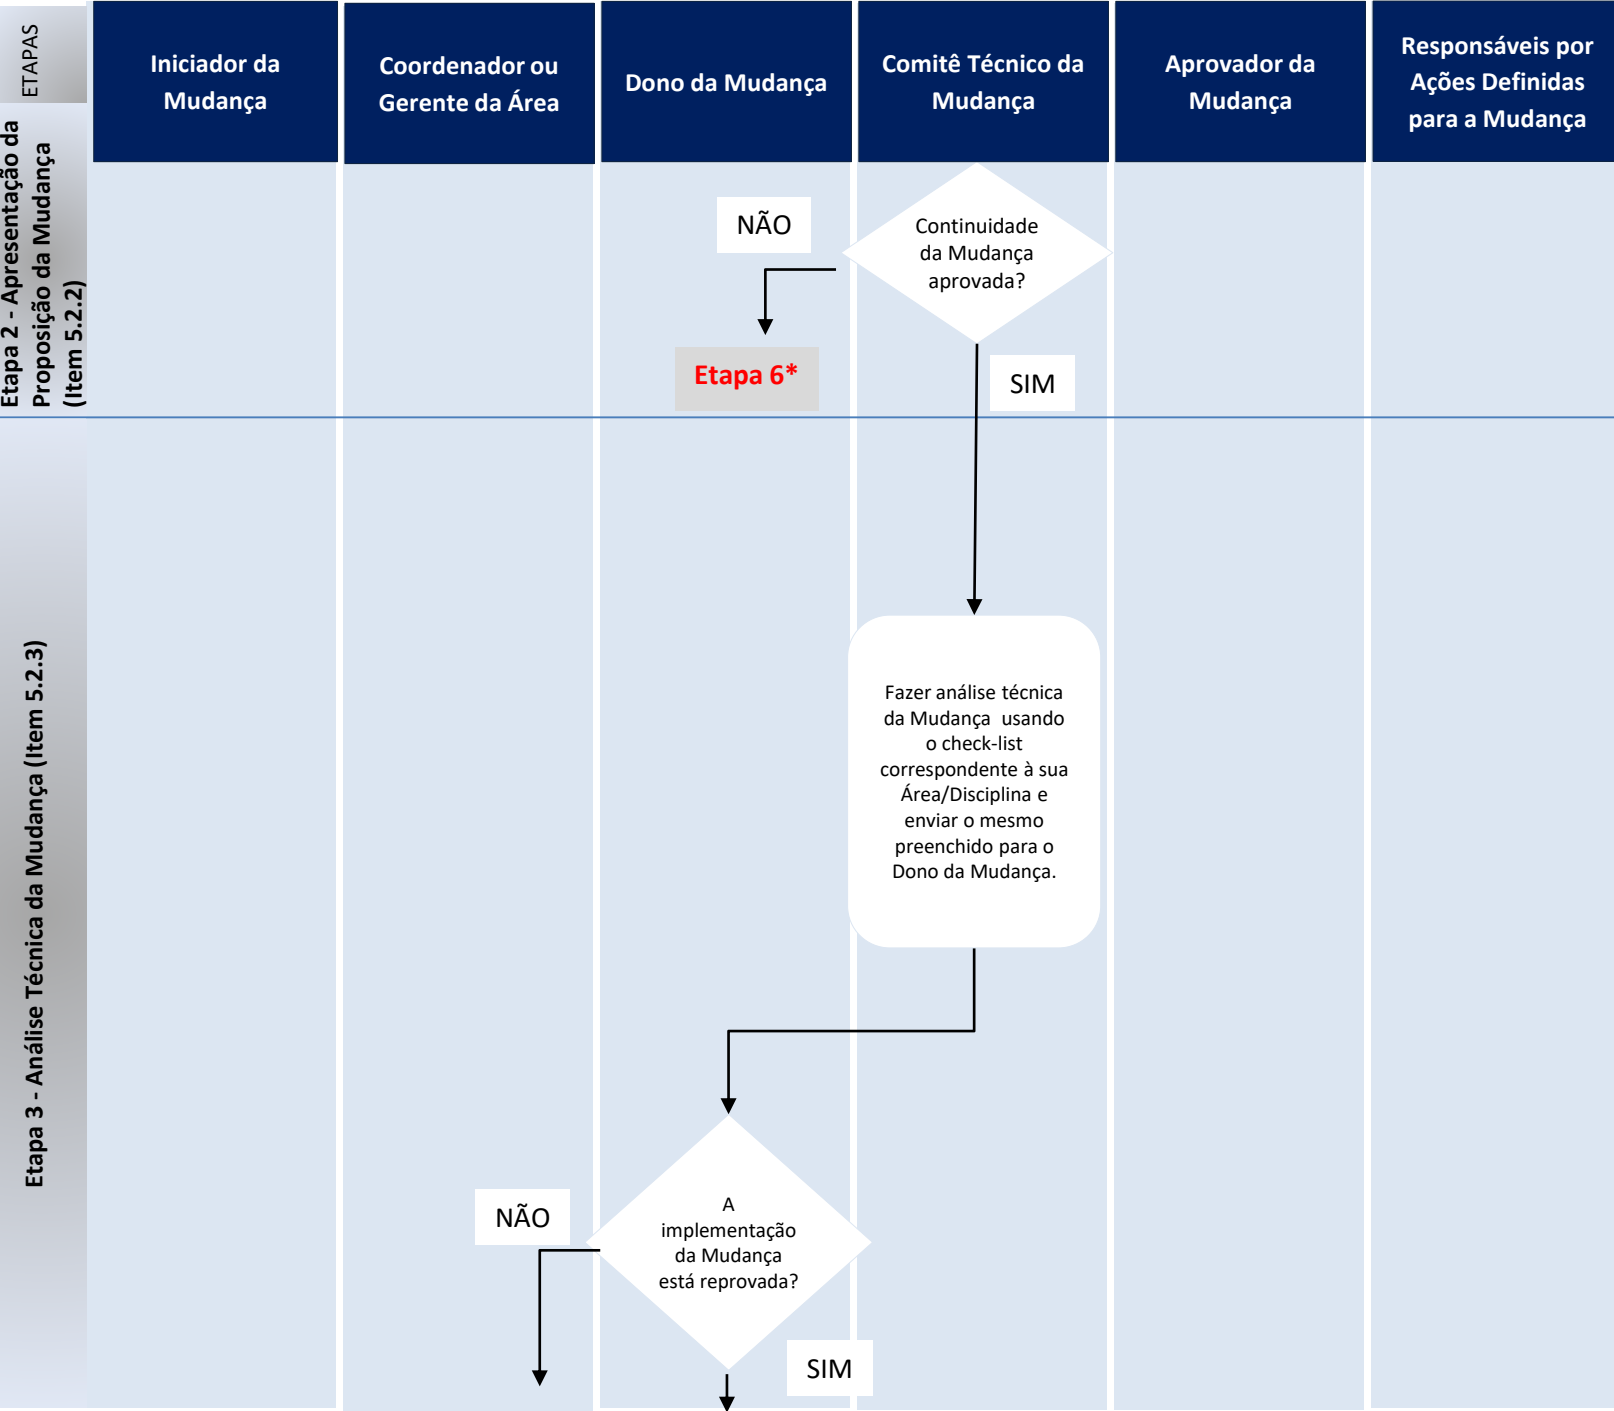 ETAPAS
Iniciador da
Mudança
Coordenador ou
Gerente da Área
Dono da Mudança
Comitê Técnico da
Mudança
Aprovador da
Mudança
Responsáveis por
Ações Definidas
para a Mudança
Etapa 2 - Apresentação da
Proposição da Mudança
(Item 5.2.2)
NÃO
Continuidade
da Mudança
aprovada?
Etapa 6*
SIM
Etapa 3 - Análise Técnica da Mudança (Item 5.2.3)
Fazer análise técnica
da Mudança usando
o check-list
correspondente à sua
Área/Disciplina e
enviar o mesmo
preenchido para o
Dono da Mudança.
NÃO
A
implementação
da Mudança
está reprovada?
SIM